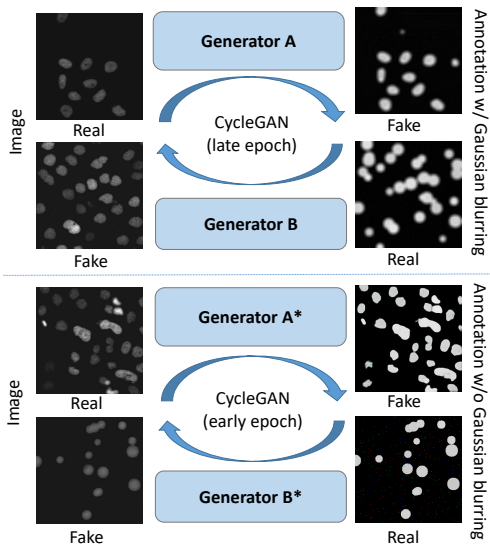 Generator A
Image
Annotation w/ Gaussian blurring
Real
CycleGAN
(late epoch)
Fake
Generator B
Fake
Real
Generator A*
Image
Annotation w/o Gaussian blurring
Real
CycleGAN
(early epoch)
Fake
Generator B*
Fake
Real